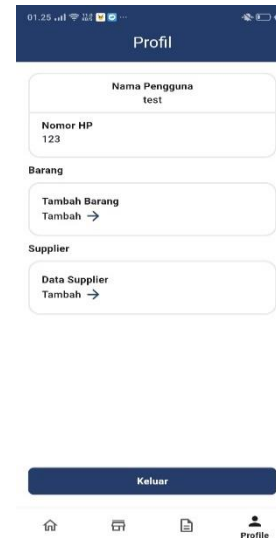 01.25
Profil
Nama Pengguna
test
Nomor HP
123
Barang
Tambah Barang
Tambah →
Supplier
Data Supplier
Tambah →
Keluar
Profile